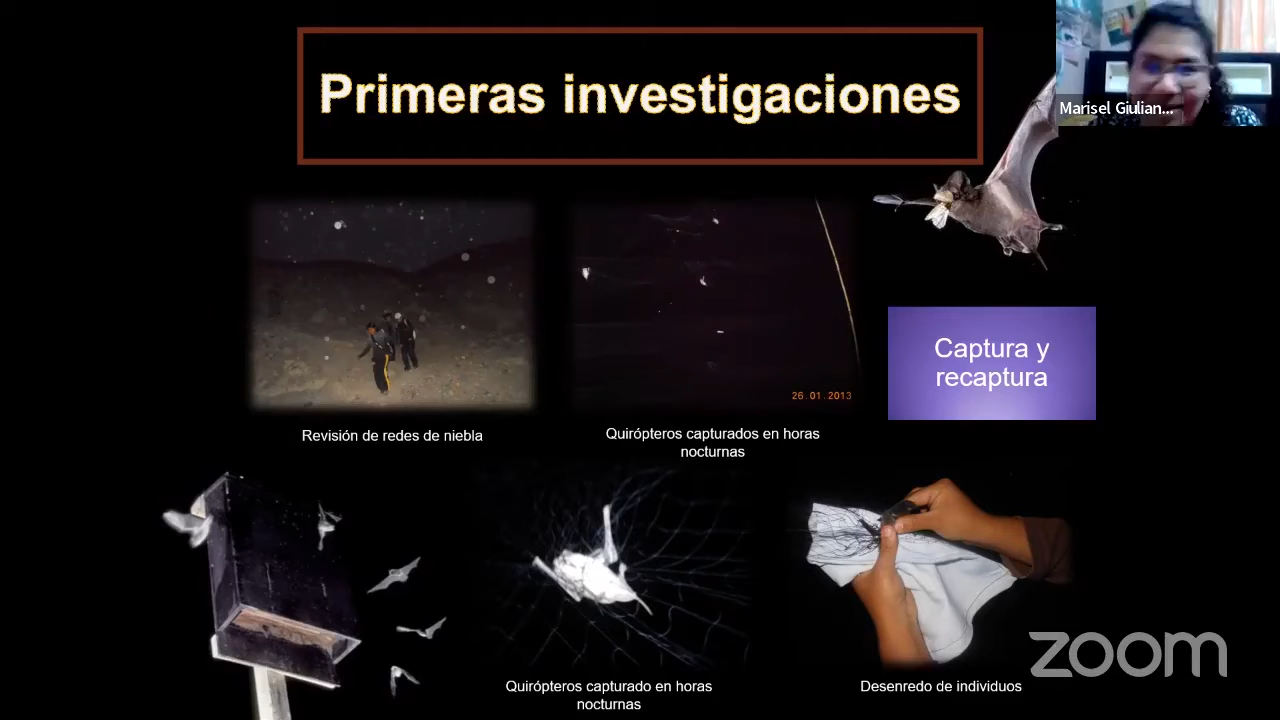 Primeras investigaciones
Marisel Giulian...
26.01.2013
Captura y
recaptura
Revisión de redes de niebla
Quirópteros capturados en horas
nocturnas
Quirópteros capturado en horas
nocturnas
Desenredo de individuos
zoom